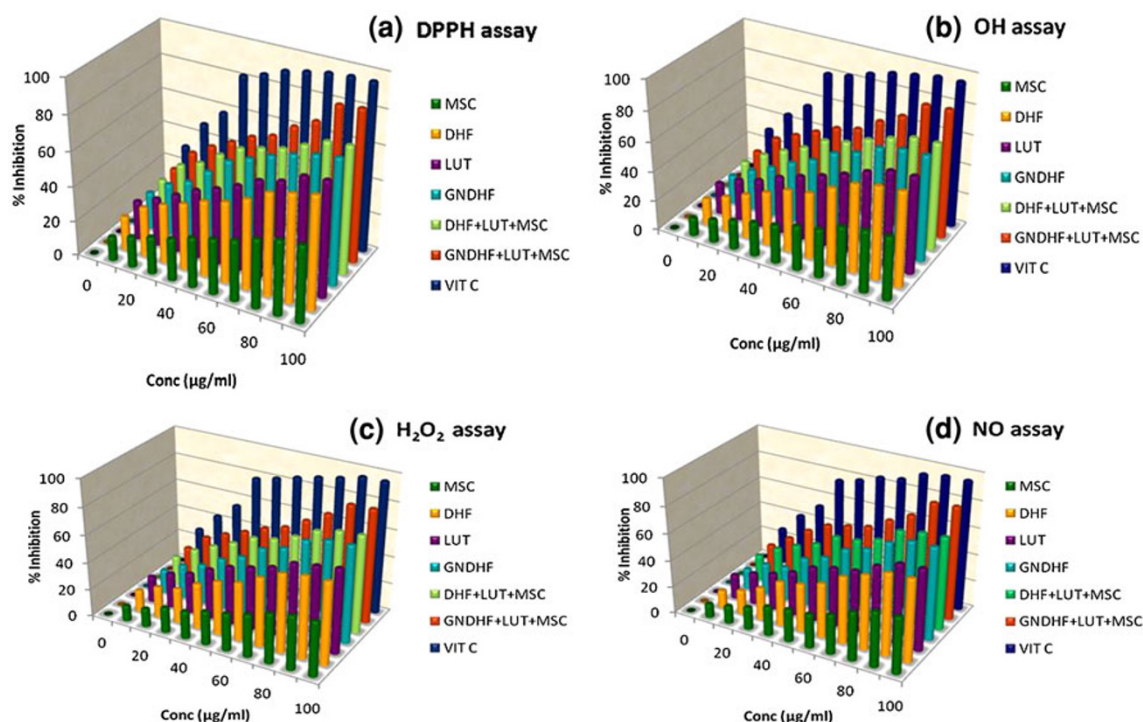 (a) DPPH assay
100
80
60
40
20
0
% Inhibition
0
20
40
60
80
100
Conc (µg/ml)
MSC
DHF
LUT
GNDHF
DHF+LUT+MSC
GNDHF+LUT+MSC
VIT C
(b) OH assay
100
80
60
40
20
0
% Inhibition
0
20
40
60
80
100
Conc (µg/ml)
MSC
DHF
LUT
GNDHF
DHF+LUT+MSC
GNDHF+LUT+MSC
VIT C
(c) H₂O₂ assay
100
80
60
40
20
0
% Inhibition
0
20
40
60
80
100
Conc (µg/ml)
MSC
DHF
LUT
GNDHF
DHF+LUT+MSC
GNDHF+LUT+MSC
VIT C
(d) NO assay
100
80
60
40
20
0
% Inhibition
0
20
40
60
80
100
Conc (µg/ml)
MSC
DHF
LUT
GNDHF
DHF+LUT+MSC
GNDHF+LUT+MSC
VIT C